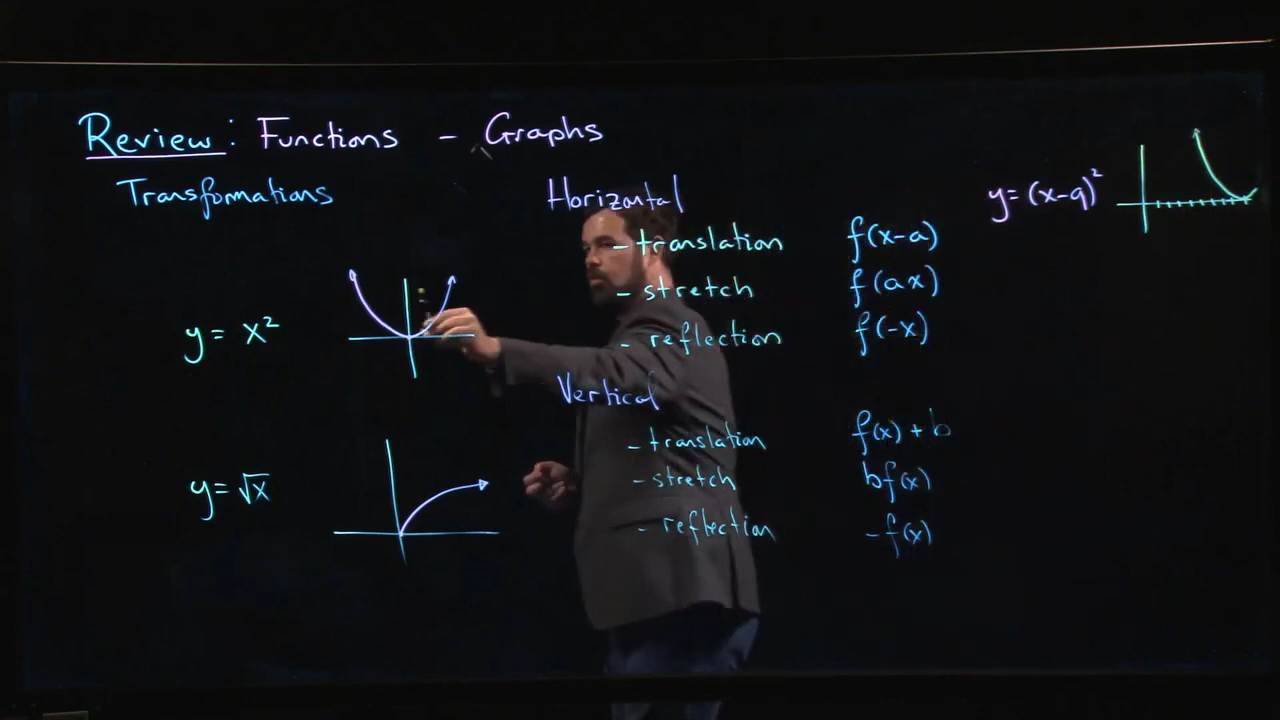 Review: Functions - Graphs
Transformations
y = x²
y = √x
Horizontal
- translation f(x-a)
- stretch f(ax)
- reflection f(-x)
Vertical
- translation f(x) + b
- stretch bf(x)
- reflection -f(x)
y = (x-9)²